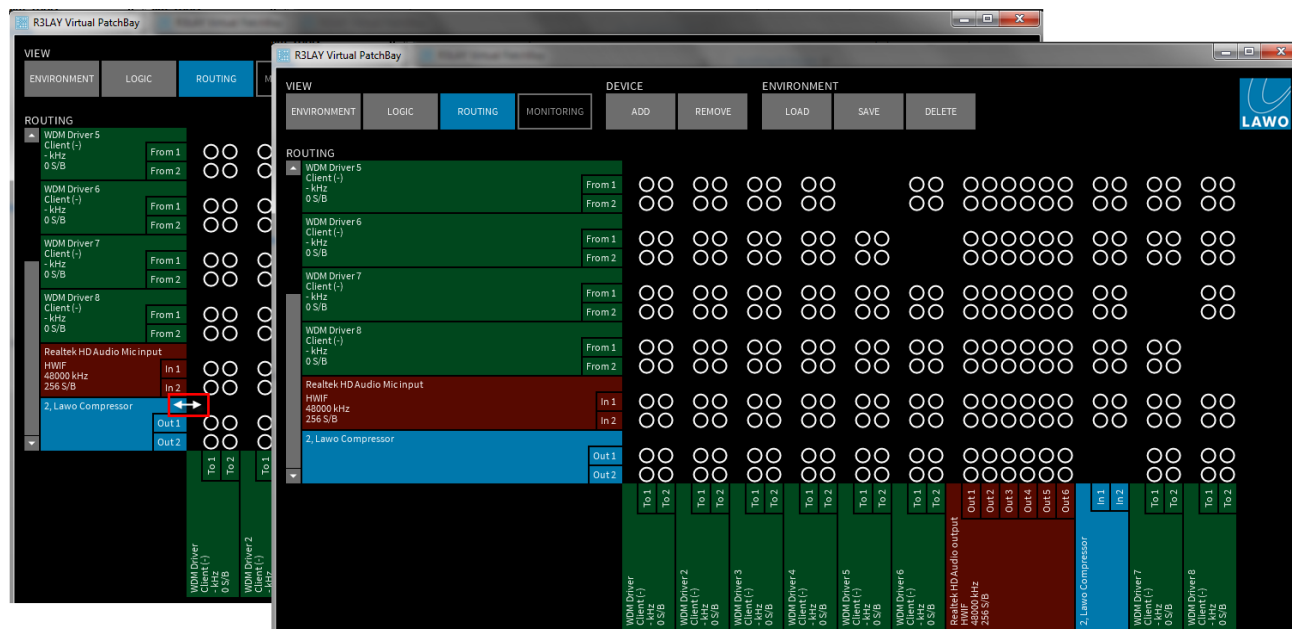 R3LAY Virtual PatchBay
VIEW
ENVIRONMENT LOGIC ROUTING M
ROUTING
WDM Driver 5
Client (-)
- kHz
0 S/B
From 1
From 2
WDM Driver 6
Client (-)
- kHz
0 S/B
From 1
From 2
WDM Driver 7
Client (-)
- kHz
0 S/B
From 1
From 2
WDM Driver 8
Client (-)
- kHz
0 S/B
From 1
From 2
Realtek HD Audio Mic input
HWIF
48000 kHz
256 S/B
In 1
In 2
2, Lawo Compressor
Out 1
Out 2
To 1
To 2
To 1
WDM Driver
Client (-)
- kHz
0 S/B
WDM Driver 2
Client (-)
- kHz
R3LAY Virtual PatchBay
VIEW DEVICE ENVIRONMENT
ENVIRONMENT LOGIC ROUTING MONITORING ADD REMOVE LOAD SAVE DELETE
LAWO
ROUTING
WDM Driver 5
Client (-)
- kHz
0 S/B
From 1
From 2
WDM Driver 6
Client (-)
- kHz
0 S/B
From 1
From 2
WDM Driver 7
Client (-)
- kHz
0 S/B
From 1
From 2
WDM Driver 8
Client (-)
- kHz
0 S/B
From 1
From 2
Realtek HD Audio Mic input
HWIF
48000 kHz
256 S/B
In 1
In 2
2, Lawo Compressor
Out 1
Out 2
To 1
To 2
WDM Driver
Client (-)
- kHz
0 S/B
To 1
To 2
WDM Driver 2
Client (-)
- kHz
0 S/B
To 1
To 2
WDM Driver 3
Client (-)
- kHz
0 S/B
To 1
To 2
WDM Driver 4
Client (-)
- kHz
0 S/B
To 1
To 2
WDM Driver 5
Client (-)
- kHz
0 S/B
To 1
To 2
WDM Driver 6
Client (-)
- kHz
0 S/B
Out 1
Out 2
Out 3
Out 4
Out 5
Out 6
Realtek HD Audio output
HWIF
48000 kHz
256 S/B
In 1
In 2
2, Lawo Compressor
To 1
To 2
WDM Driver 7
Client (-)
- kHz
0 S/B
To 1
To 2
WDM Driver 8
Client (-)
- kHz
0 S/B